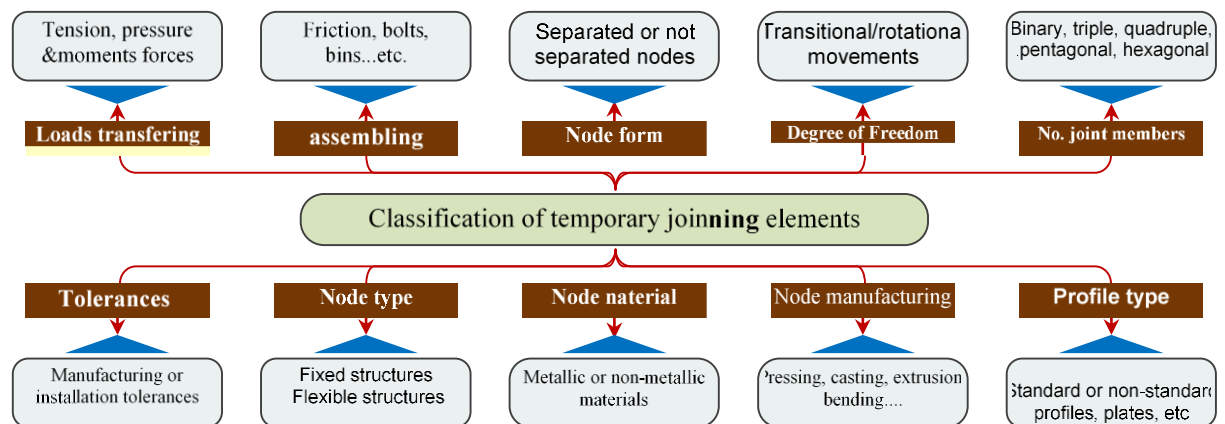 Tension, pressure
&moments forces
Friction, bolts,
bins...etc.
Separated or not
separated nodes
Transitional/rotationa
movements
Binary, triple, quadruple,
pentagonal, hexagonal
Loads transfering
assembling
Node form
Degree of Freedom
No. joint members
Classification of temporary joinning elements
Tolerances
Node type
Node naterial
Node manufacturing
Profile type
Manufacturing or
installation tolerances
Fixed structures
Flexible structures
Metallic or non-metallic
materials
Pressing, casting, extrusion,
bending....
Standard or non-standard
profiles, plates, etc